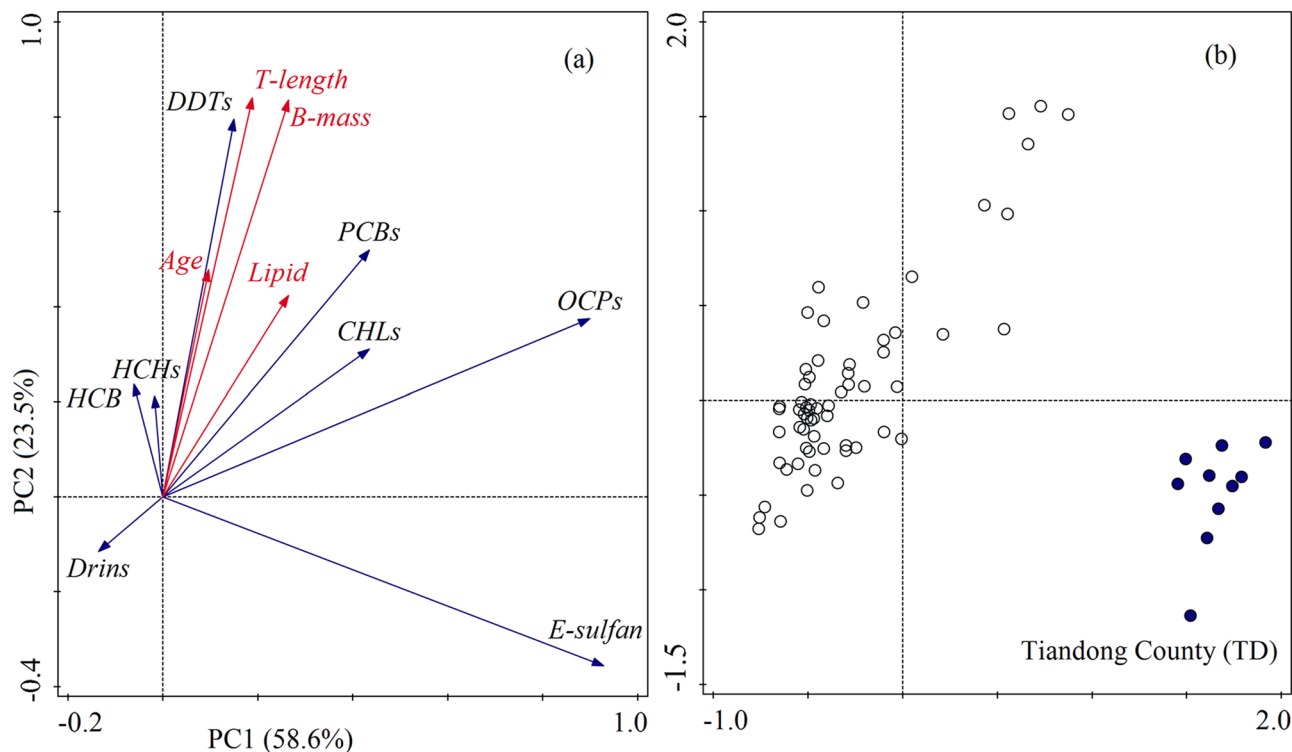 (a)
1.0
T-length
DDTs
B-mass
PCBs
Age
Lipid
OCPs
CHLs
HCHs
HCB
PC2 (23.5%)
Drins
E-sulfan
-0.4
-0.2
1.0
PC1 (58.6%)
(b)
2.0
Tiandong County (TD)
-1.5
-1.0
2.0